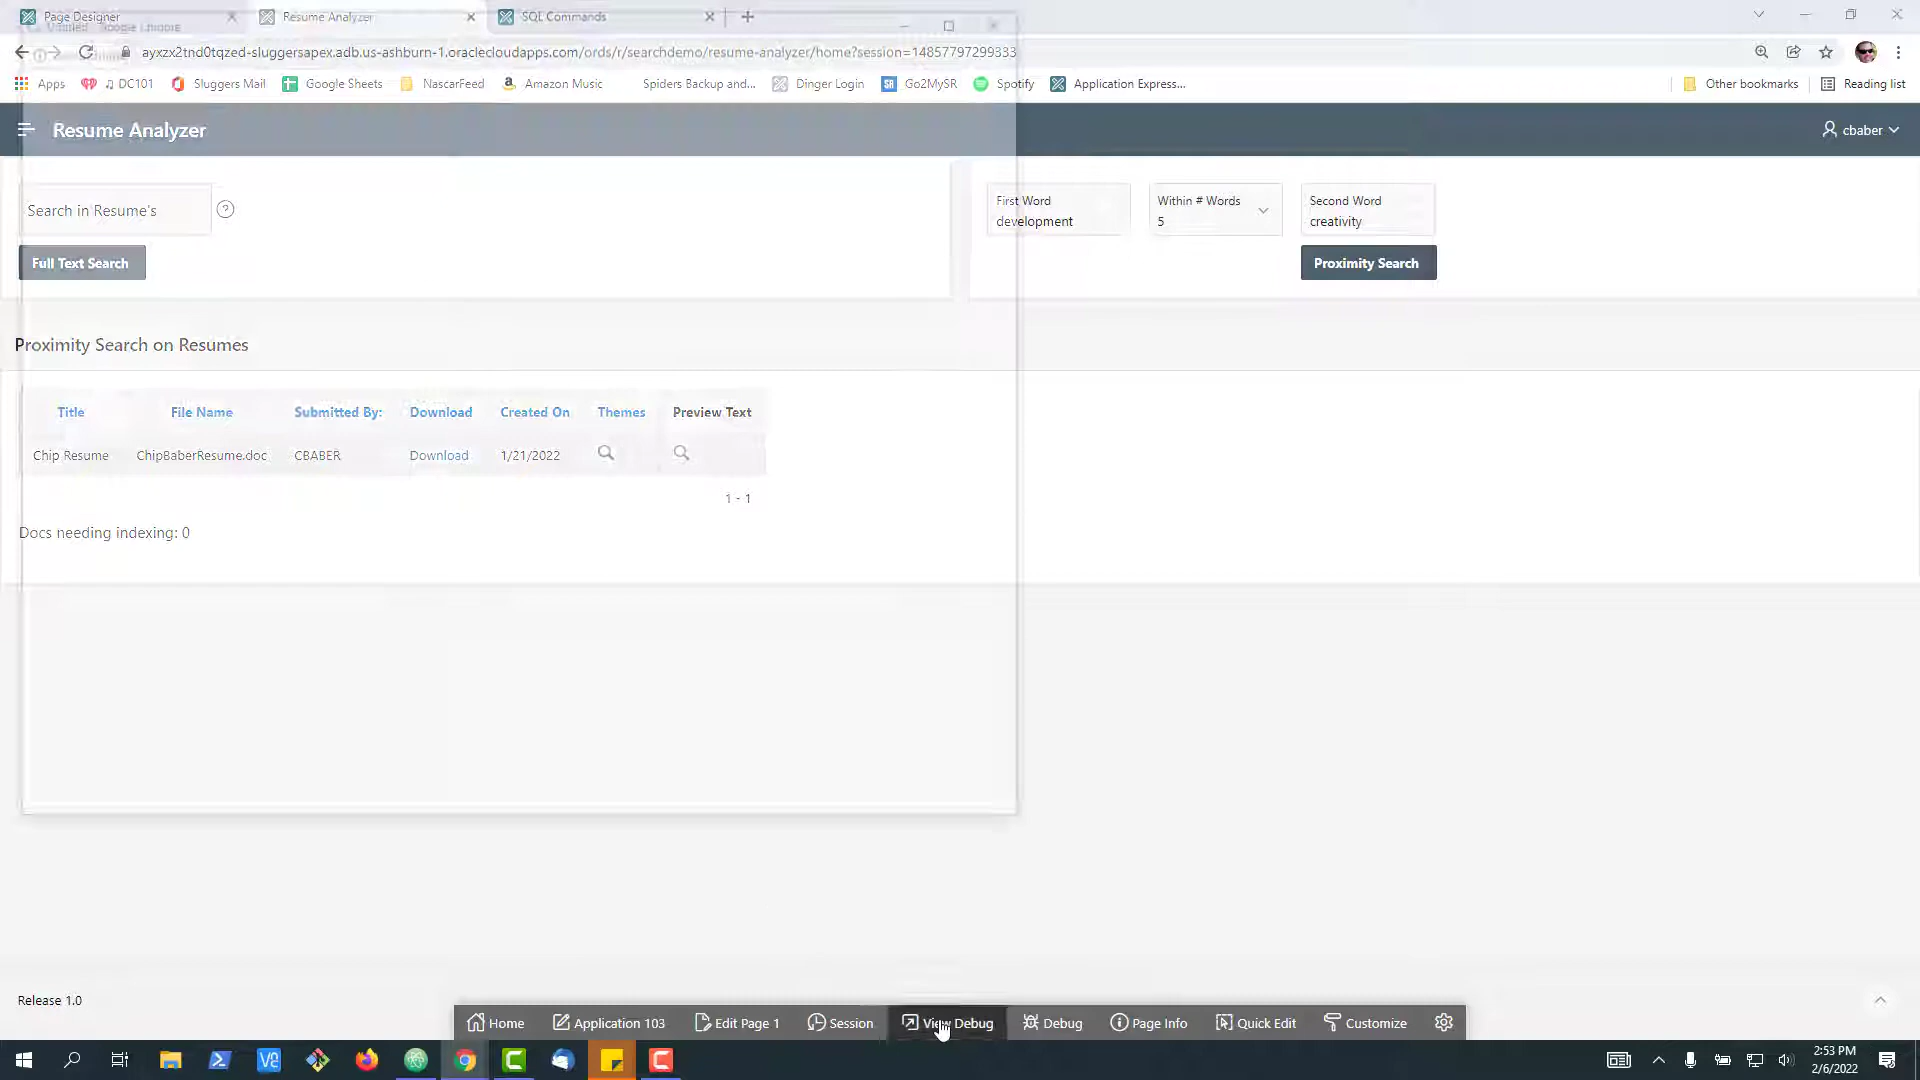 Page Designer
Resume Analyzer
SQL Commands
Untitled - Google Chrome
ayxzx2tnd0tqzed-sluggersapex.adb.us-ashburn-1.oraclecloudapps.com/ords/r/searchdemo/resume-analyzer/home?session=14857797299333
Apps
♫ DC101
Sluggers Mail
Google Sheets
NascarFeed
Amazon Music
Spiders Backup and...
Dinger Login
SR Go2MySR
Spotify
Application Express...
Other bookmarks
Reading list
Resume Analyzer
cbaber
Search in Resume's
?
First Word
development
Within # Words
5
Second Word
creativity
Full Text Search
Proximity Search
Proximity Search on Resumes
Title File Name Submitted By: Download Created On Themes Preview Text
Chip Resume ChipBaberResume.doc CBABER Download 1/21/2022
1 - 1
Docs needing indexing: 0
Release 1.0
Home Application 103 Edit Page 1 Session View Debug Debug Page Info Quick Edit Customize
2:53 PM
2/6/2022